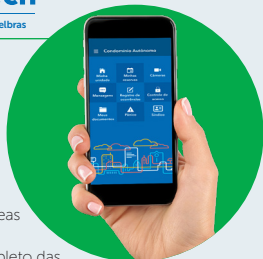 elbras
Condomínio Autônomo
Minha unidade
Minhas reservas
Câmeras
Mensagens
Registro de ocorrência
Controle de acesso
Meus documentos
Pânico
Síndico
eas
pleto das